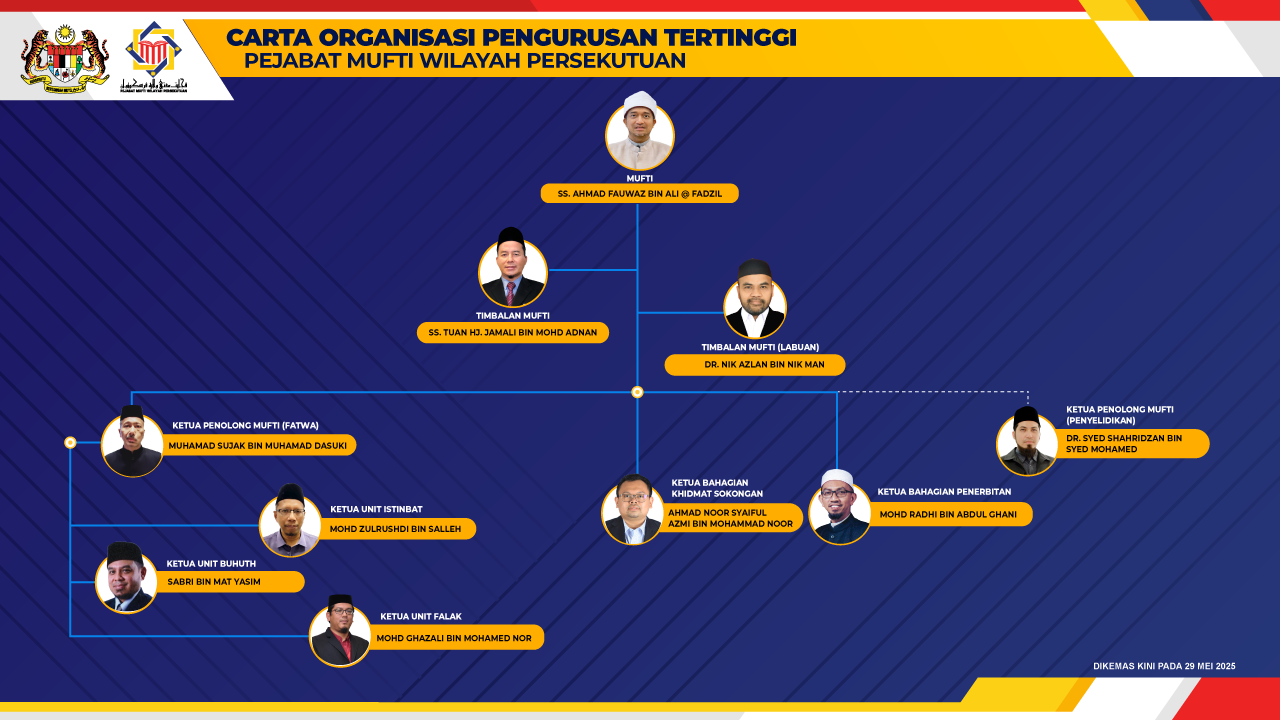 CARTA ORGANISASI PENGURUSAN TERTINGGI
PEJABAT MUFTI WILAYAH PERSEKUTUAN
PEJABAT MUFTI WILAYAH PERSEKUTUAN
MUFTI
SS. AHMAD FAUWAZ BIN ALI @ FADZIL
TIMBALAN MUFTI
SS. TUAN HJ. JAMALI BIN MOHD ADNAN
TIMBALAN MUFTI (LABUAN)
DR. NIK AZLAN BIN NIK MAN
KETUA PENOLONG MUFTI (FATWA)
MUHAMAD SUJAK BIN MUHAMAD DASUKI
KETUA PENOLONG MUFTI
(PENYELIDIKAN)
DR. SYED SHAHRIDZAN BIN
SYED MOHAMED
KETUA BAHAGIAN
KHIDMAT SOKONGAN
AHMAD NOOR SYAIFUL
AZMI BIN MOHAMMAD NOOR
KETUA BAHAGIAN PENERBITAN
MOHD RADHI BIN ABDUL GHANI
KETUA UNIT ISTINBAT
MOHD ZULRUSHDI BIN SALLEH
KETUA UNIT BUHUTH
SABRI BIN MAT YASIM
KETUA UNIT FALAK
MOHD GHAZALI BIN MOHAMED NOR
DIKEMAS KINI PADA 29 MEI 2025